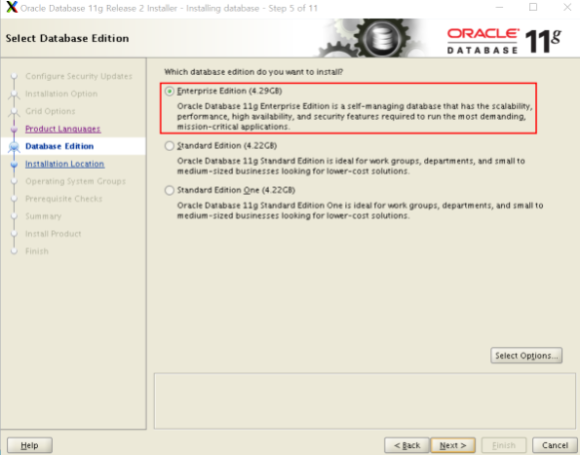 Oracle Database 11g Release 2 Installer - Installing database - Step 5 of 11
Select Database Edition
ORACLE
DATABASE
11g
Configure Security Updates
Installation Option
Grid Options
Product Languages
Database Edition
Installation Location
Operating System Groups
Prerequisite Checks
Summary
Install Product
Finish
Which database edition do you want to install?
Enterprise Edition (4.29GB)
Oracle Database 11g Enterprise Edition is a self-managing database that has the scalability,
performance, high availability, and security features required to run the most demanding,
mission-critical applications.
Standard Edition (4.22GB)
Oracle Database 11g Standard Edition is ideal for work groups, departments, and small to
medium-sized businesses looking for lower-cost solutions.
Standard Edition One (4.22GB)
Oracle Database 11g Standard Edition One is ideal for work groups, departments, and small to
medium-sized businesses looking for low-cost solutions.
Select Options...
Help
< Back
Next >
Finish
Cancel